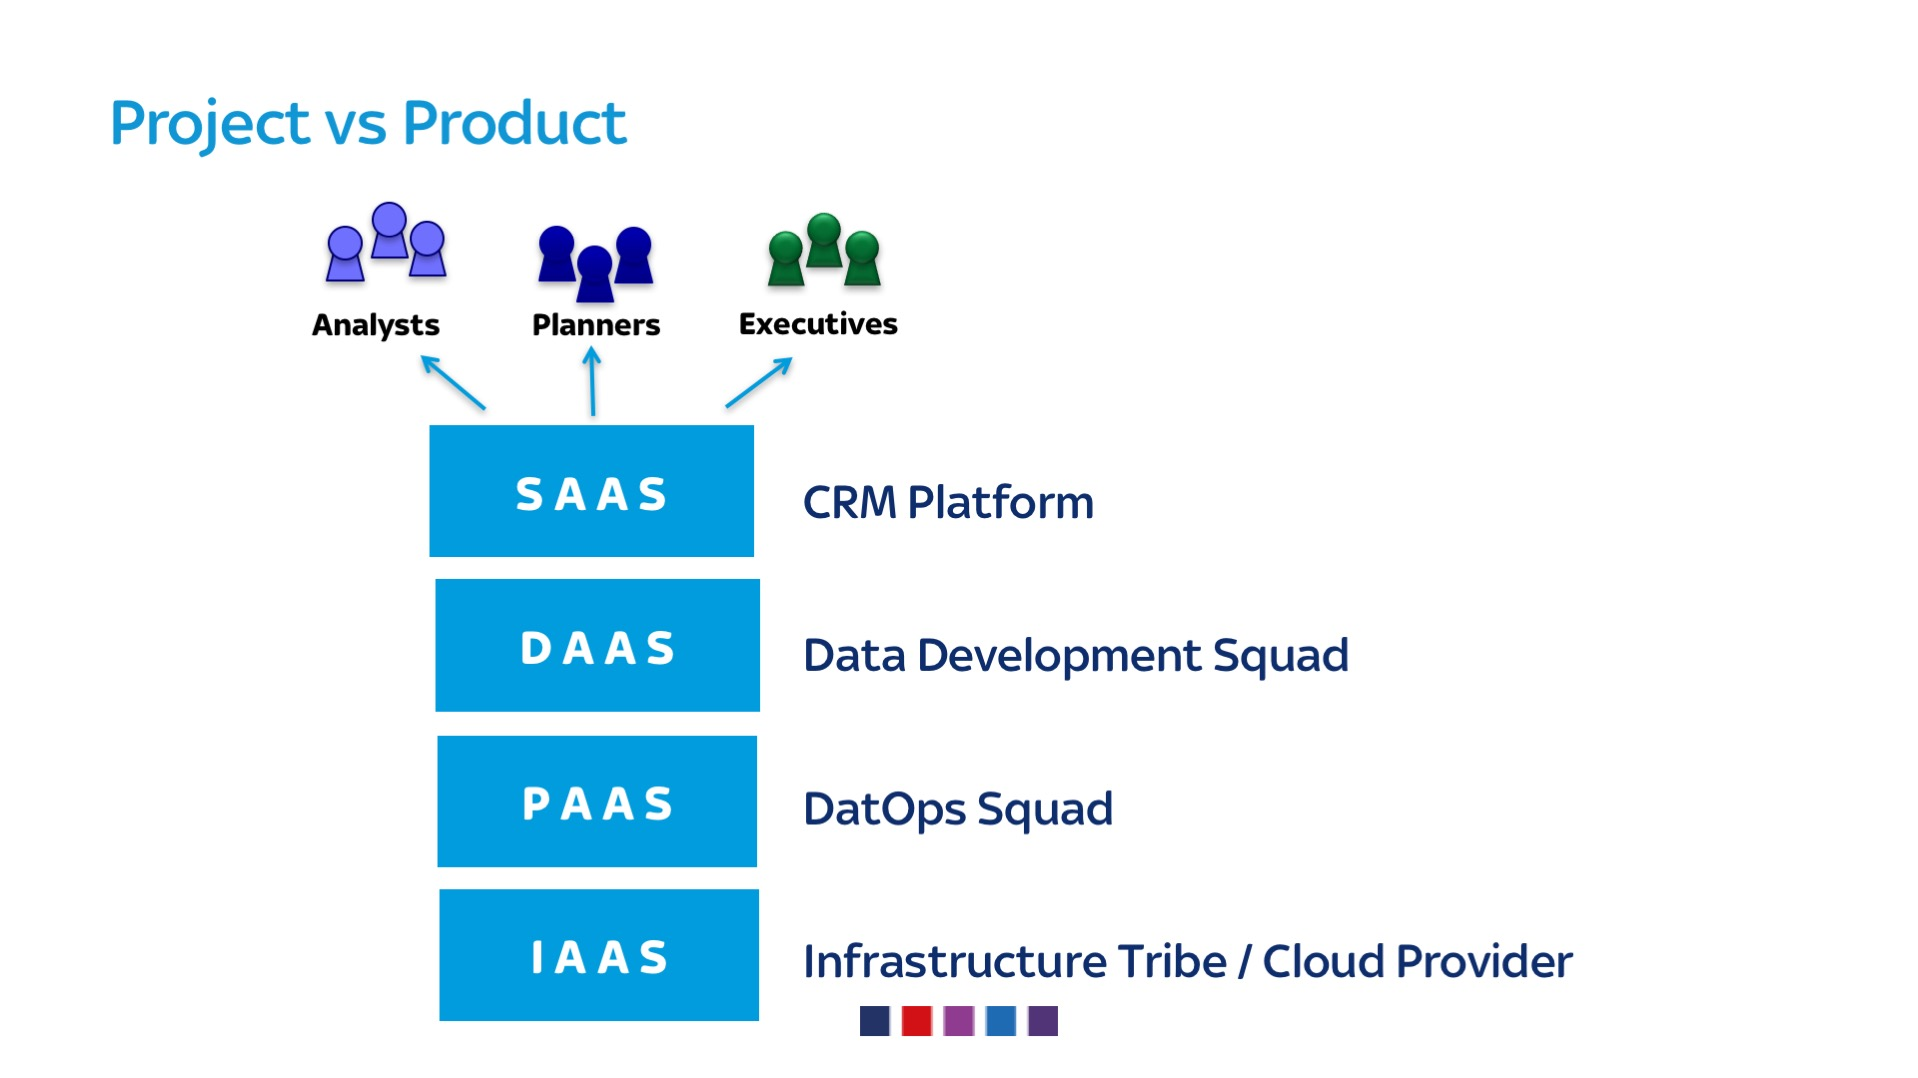 Project vs Product
Analysts
Planners
Executives
SAAS
CRM Platform
DAAS
Data Development Squad
PAAS
DatOps Squad
IAAS
Infrastructure Tribe / Cloud Provider